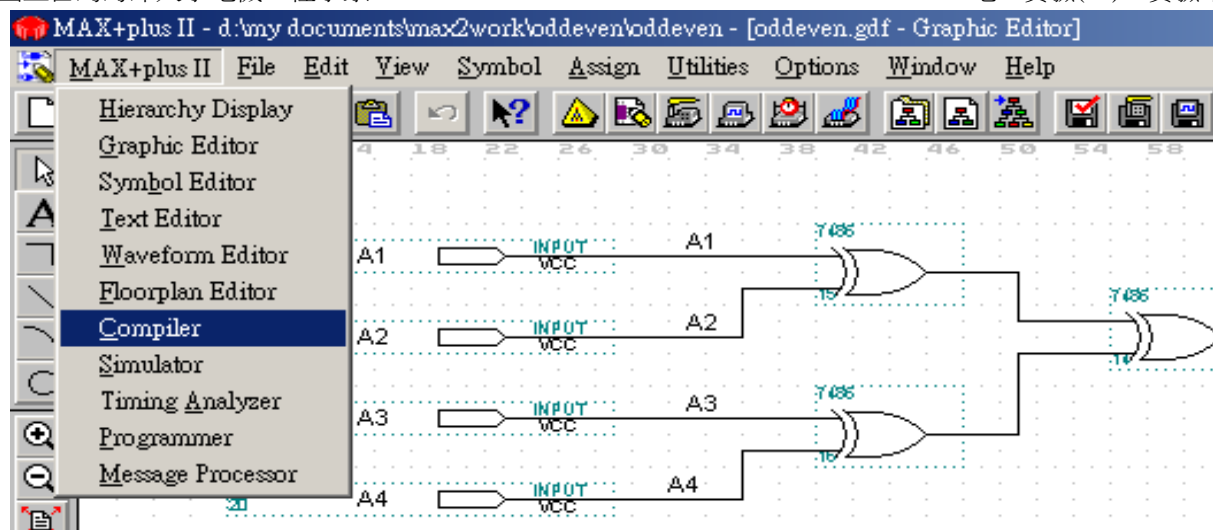 MAX+plus II - d:\my documents\max2work\oddeven\oddeven - [oddeven.gdf - Graphic Editor]
MAX+plus II File Edit View Symbol Assign Utilities Options Window Help
Hierarchy Display
Graphic Editor
Symbol Editor
Text Editor
Waveform Editor
Floorplan Editor
Compiler
Simulator
Timing Analyzer
Programmer
Message Processor
4 18 22 26 30 34 38 42 46 50 54 58
A1 INPUT VCC A1 7486 15
7486 14
A2 INPUT VCC A2
A3 INPUT VCC A3 7486 16
A4 INPUT VCC A4
20